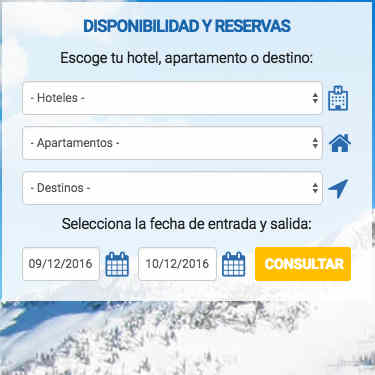 DISPONIBILIDAD Y RESERVAS
Escoge tu hotel, apartamento o destino:
- Hoteles -
- Apartamentos -
- Destinos -
Selecciona la fecha de entrada y salida:
09/12/2016 10/12/2016 CONSULTAR